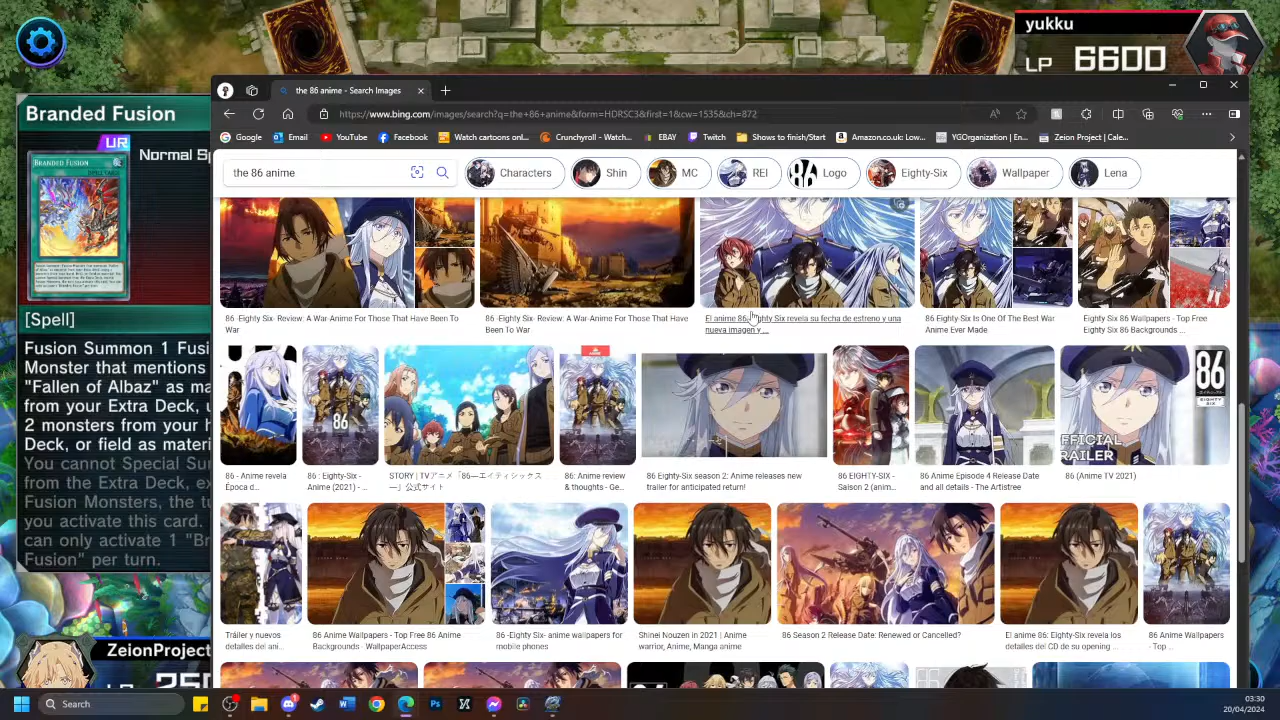 yukku
LP 6600
the 86 anime - Search Images
https://www.bing.com/images/search?q=the+86+anime&form=HDRSC3&first=1&cw=1535&ch=872
Google
Email
YouTube
Facebook
Watch cartoons onl...
Crunchyroll - Watch...
EBAY
Twitch
Shows to finish/Start
Amazon.co.uk: Low...
YGOrganization | En...
Zeion Project | Cale...
the 86 anime
Characters
Shin
MC
REI
86
Logo
Eighty-Six
Wallpaper
Lena
Branded Fusion
UR
Normal Sp
BRANDED FUSION
[Spell]
Fusion Summon 1 Fusi
Monster that mentions
"Fallen of Albaz" as ma
from your Extra Deck, u
2 monsters from your h
Deck, or field as materi
You cannot Special Sum
from the Extra Deck, ex
Fusion Monsters, the tu
you activate this card.
can only activate 1 "Br
Fusion" per turn.
86 -Eighty Six- Review: A War-Anime For Those That Have Been To
War
86 -Eighty Six- Review: A War-Anime For Those That Have
Been To War
El anime 86-Eighty Six revela su fecha de estreno y una
nueva imagen y ...
Eighty Six Is One Of The Best War
Anime Ever Made
Eighty Six 86 Wallpapers - Top Free
Eighty Six 86 Backgrounds ...
86
86
OFFICIAL
TRAILER
86 - Anime revela
Época d...
86 : Eighty-Six -
Anime (2021) - ...
STORY | TVアニメ「86―エイティシックス
―」公式サイト
86: Anime review
& thoughts - Ge...
86 Eighty-Six season 2: Anime releases new
trailer for anticipated return!
86 EIGHTY-SIX -
Saison 2 (anim...
86 Anime Episode 4 Release Date
and all details - The Artistree
86 (Anime TV 2021)
Tráiler y nuevos
detalles del ani...
86 Anime Wallpapers - Top Free 86 Anime
Backgrounds - WallpaperAccess
86 -Eighty Six- anime wallpapers for
mobile phones
Shinei Nouzen in 2021 | Anime
warrior, Anime, Manga anime
86 Season 2 Release Date: Renewed or Cancelled?
El anime 86: Eighty-Six revela los
detalles del CD de su opening ...
86 Anime Wallpapers
- Top ...
ZeionProject
LP 250
Search
03:30
20/04/2024